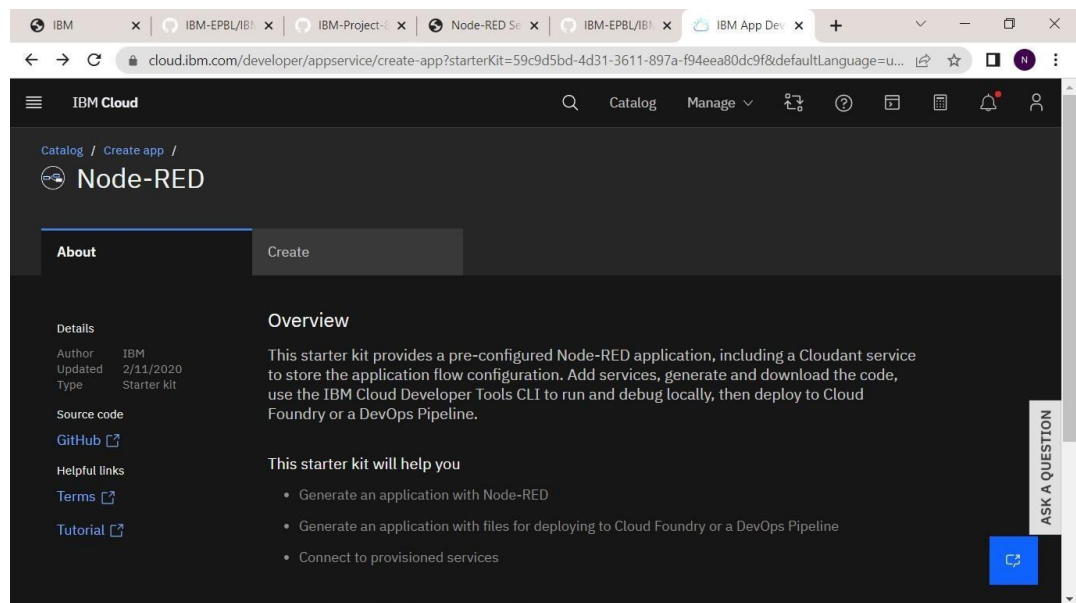 IBM
IBM-EPBL/IB
IBM-Project-
Node-RED Se
IBM-EPBL/IB
IBM App Dev
cloud.ibm.com/developer/appservice/create-app?starterKit=59c9d5bd-4d31-3611-897a-f94eea80dc9f&defaultLanguage=u...
N
IBM Cloud
Catalog
Manage
Catalog / Create app /
Node-RED
About
Create
Details
Author IBM
Updated 2/11/2020
Type Starter kit
Source code
GitHub
Helpful links
Terms
Tutorial
Overview
This starter kit provides a pre-configured Node-RED application, including a Cloudant service
to store the application flow configuration. Add services, generate and download the code,
use the IBM Cloud Developer Tools CLI to run and debug locally, then deploy to Cloud
Foundry or a DevOps Pipeline.
This starter kit will help you
• Generate an application with Node-RED
• Generate an application with files for deploying to Cloud Foundry or a DevOps Pipeline
• Connect to provisioned services
ASK A QUESTION